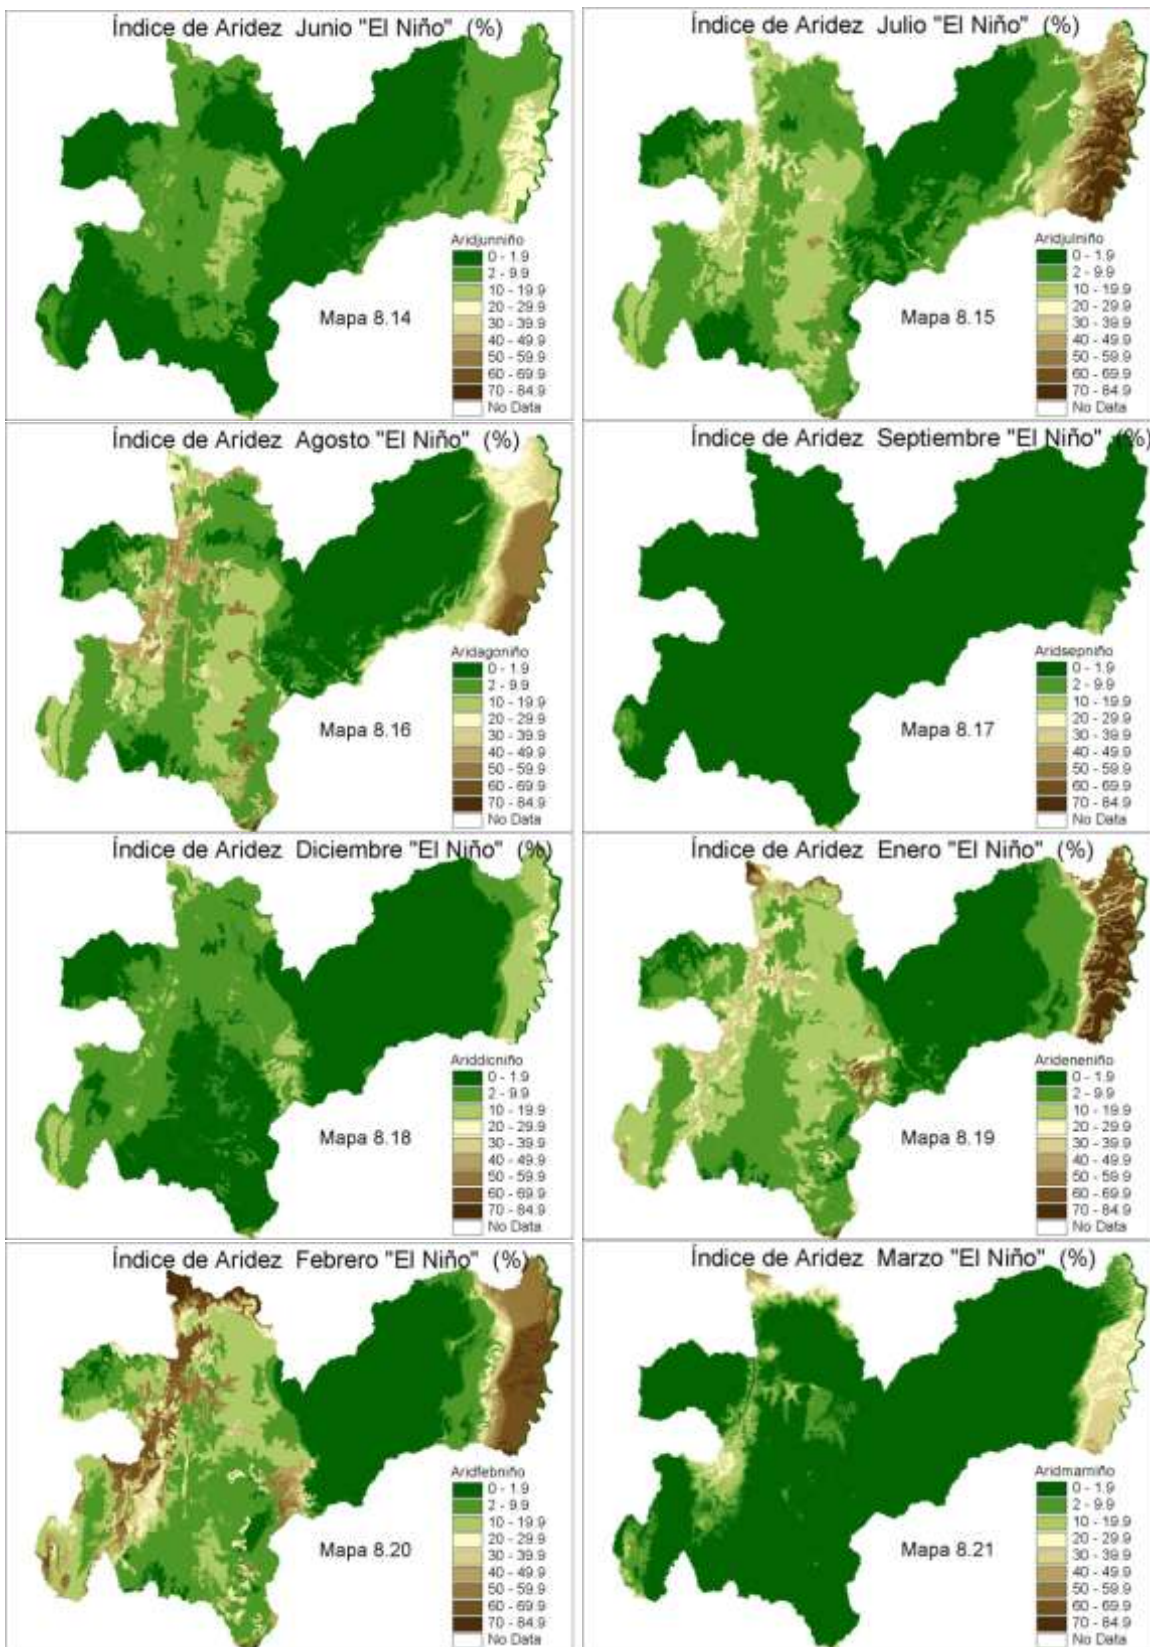 Índice de Aridez Junio "El Niño" (%)
Aridjunniño
0 - 1.9
2 - 9.9
10 - 19.9
20 - 29.9
30 - 39.9
40 - 49.9
50 - 59.9
60 - 69.9
70 - 84.9
No Data
Mapa 8.14
Índice de Aridez Julio "El Niño" (%)
Aridjulniño
0 - 1.9
2 - 9.9
10 - 19.9
20 - 29.9
30 - 39.9
40 - 49.9
50 - 59.9
60 - 69.9
70 - 84.9
No Data
Mapa 8.15
Índice de Aridez Agosto "El Niño" (%)
Aridagoniño
0 - 1.9
2 - 9.9
10 - 19.9
20 - 29.9
30 - 39.9
40 - 49.9
50 - 59.9
60 - 69.9
70 - 84.9
No Data
Mapa 8.16
Índice de Aridez Septiembre "El Niño" (%)
Aridsepniño
0 - 1.9
2 - 9.9
10 - 19.9
20 - 29.9
30 - 39.9
40 - 49.9
50 - 59.9
60 - 69.9
70 - 84.9
No Data
Mapa 8.17
Índice de Aridez Diciembre "El Niño" (%)
Ariddicniño
0 - 1.9
2 - 9.9
10 - 19.9
20 - 29.9
30 - 39.9
40 - 49.9
50 - 59.9
60 - 69.9
70 - 84.9
No Data
Mapa 8.18
Índice de Aridez Enero "El Niño" (%)
Arideneniño
0 - 1.9
2 - 9.9
10 - 19.9
20 - 29.9
30 - 39.9
40 - 49.9
50 - 59.9
60 - 69.9
70 - 84.9
No Data
Mapa 8.19
Índice de Aridez Febrero "El Niño" (%)
Aridfebniño
0 - 1.9
2 - 9.9
10 - 19.9
20 - 29.9
30 - 39.9
40 - 49.9
50 - 59.9
60 - 69.9
70 - 84.9
No Data
Mapa 8.20
Índice de Aridez Marzo "El Niño" (%)
0 - 1.9
2 - 9.9
10 - 19.9
20 - 29.9
30 - 39.9
40 - 49.9
50 - 59.9
60 - 69.9
70 - 84.9
No Data
Mapa 8.21